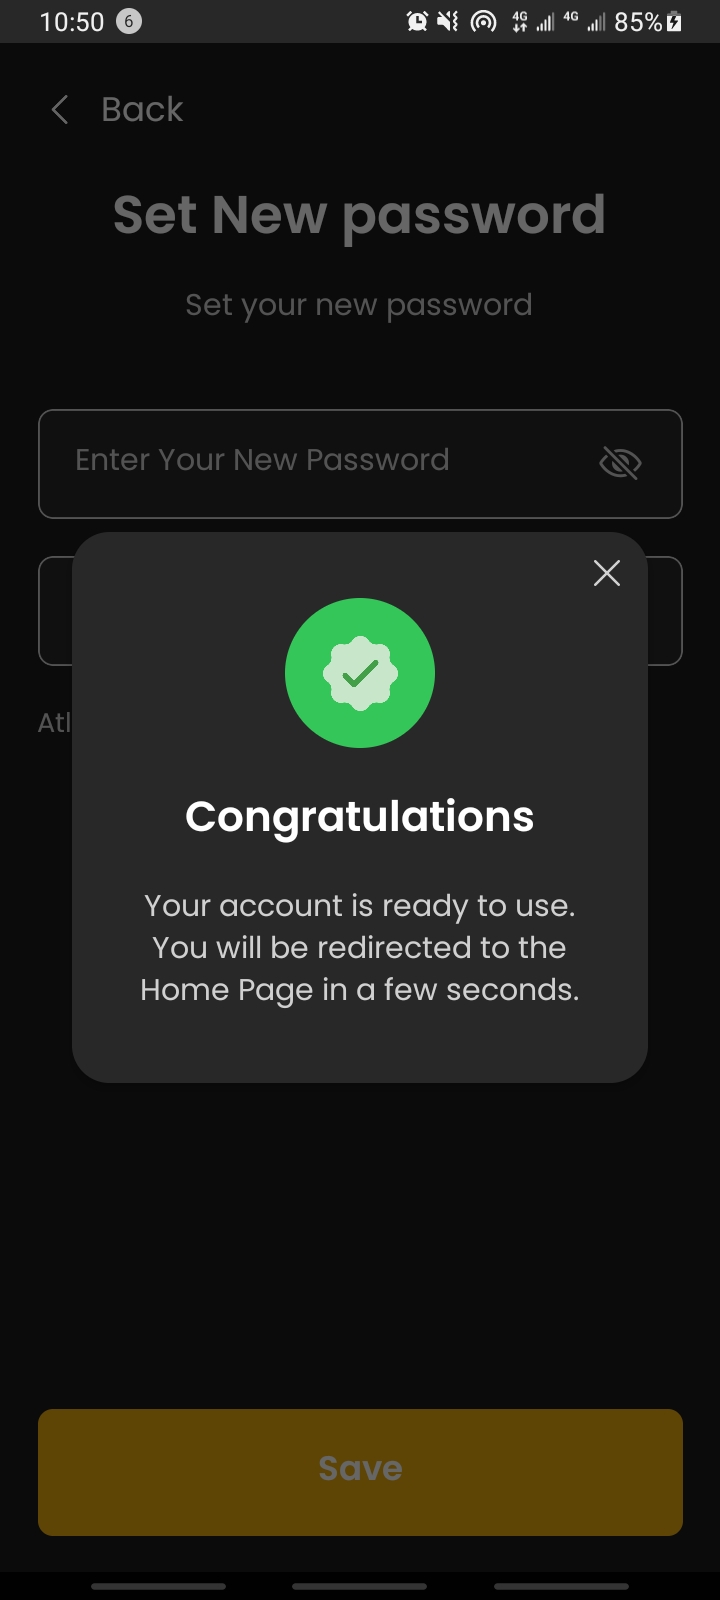 10:50 6 4G 4G 85%
Back
Set New password
Set your new password
Enter Your New Password
Atl
Congratulations
Your account is ready to use.
You will be redirected to the
Home Page in a few seconds.
Save